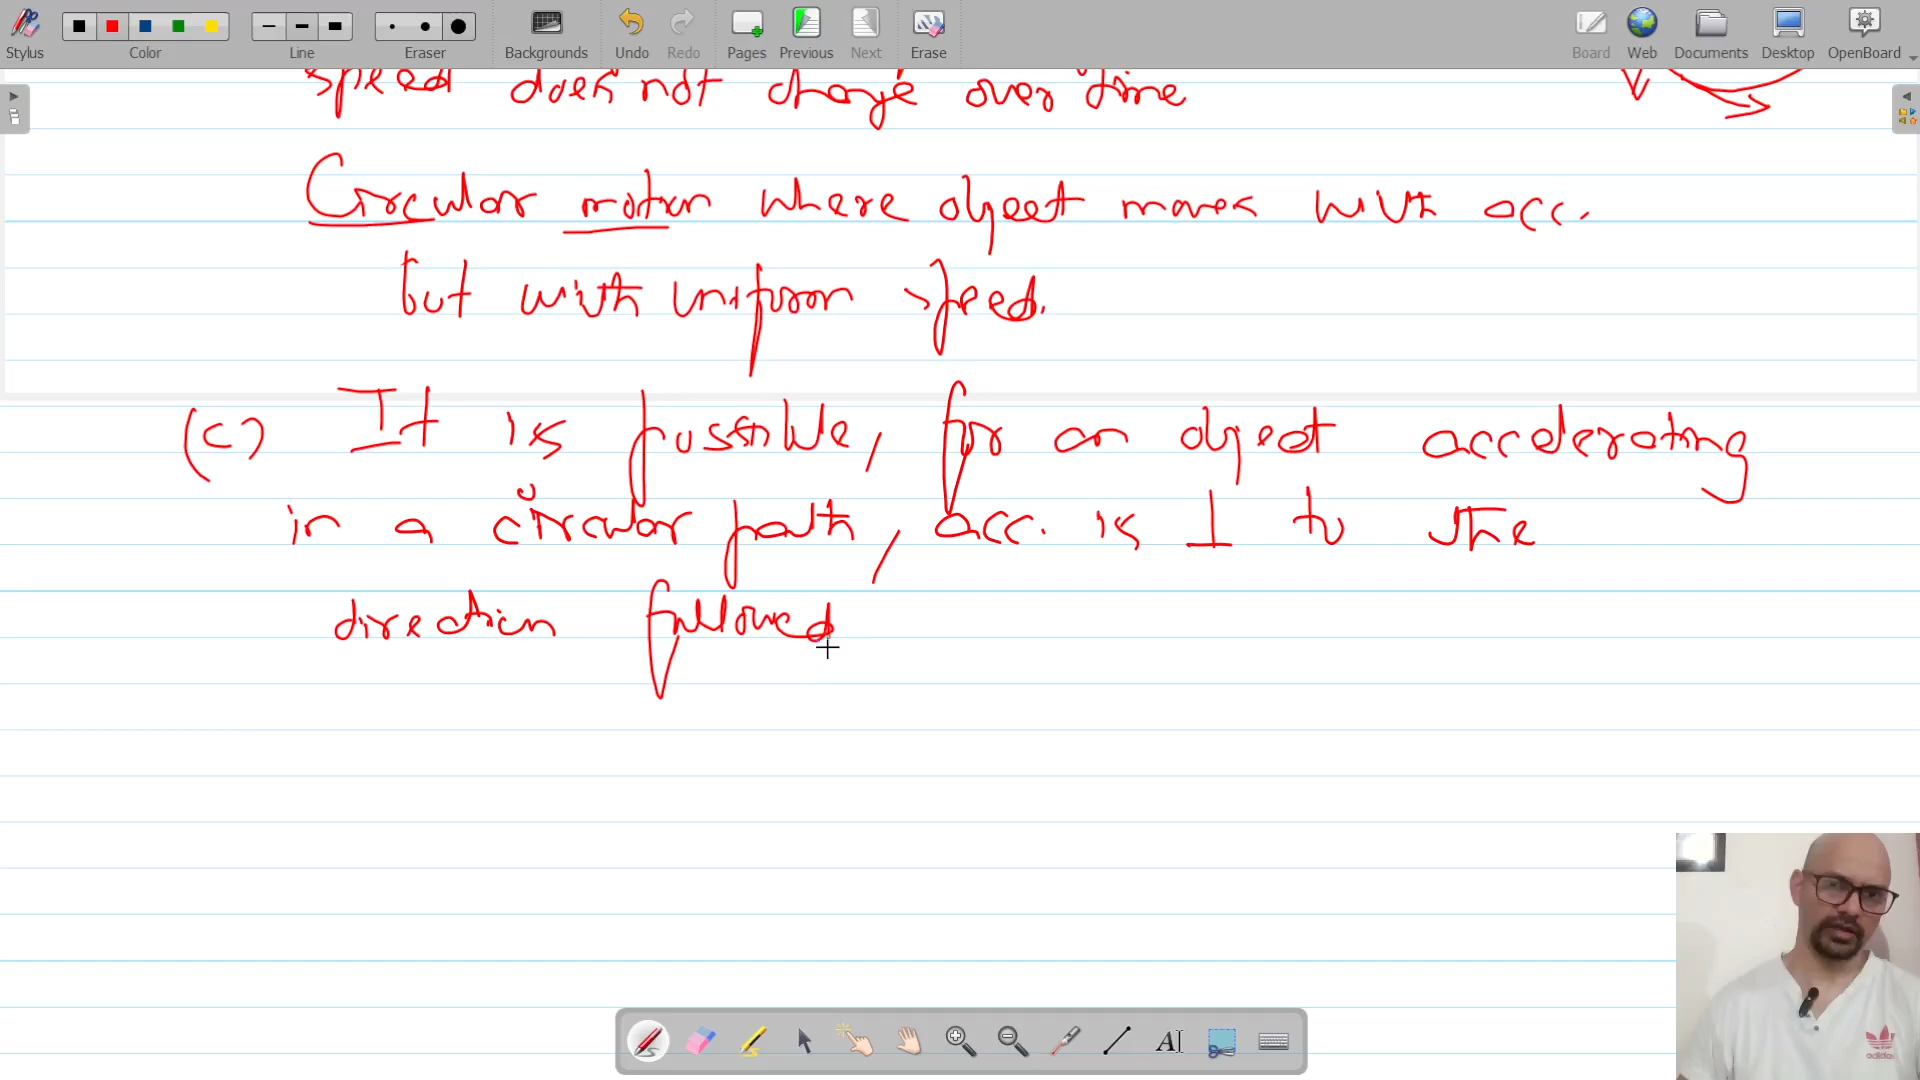 Stylus Color Line Eraser Backgrounds Undo Redo Pages Previous Next Erase Board Web Documents Desktop OpenBoard
speed does not change over time
Circular motion where object moves with acc.
but with uniform speed.
(c) It is possible, for an object accelerating
in a circular path, acc. is ⊥ to the
direction followed
AI
adidas